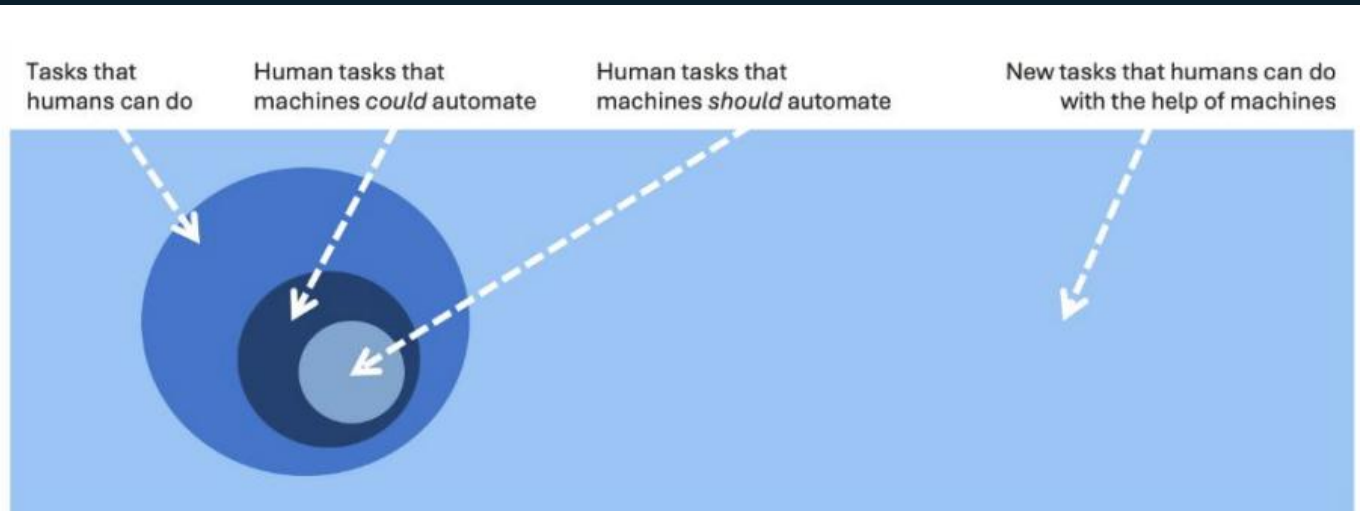 Tasks that
humans can do
Human tasks that
machines could automate
Human tasks that
machines should automate
New tasks that humans can do
with the help of machines